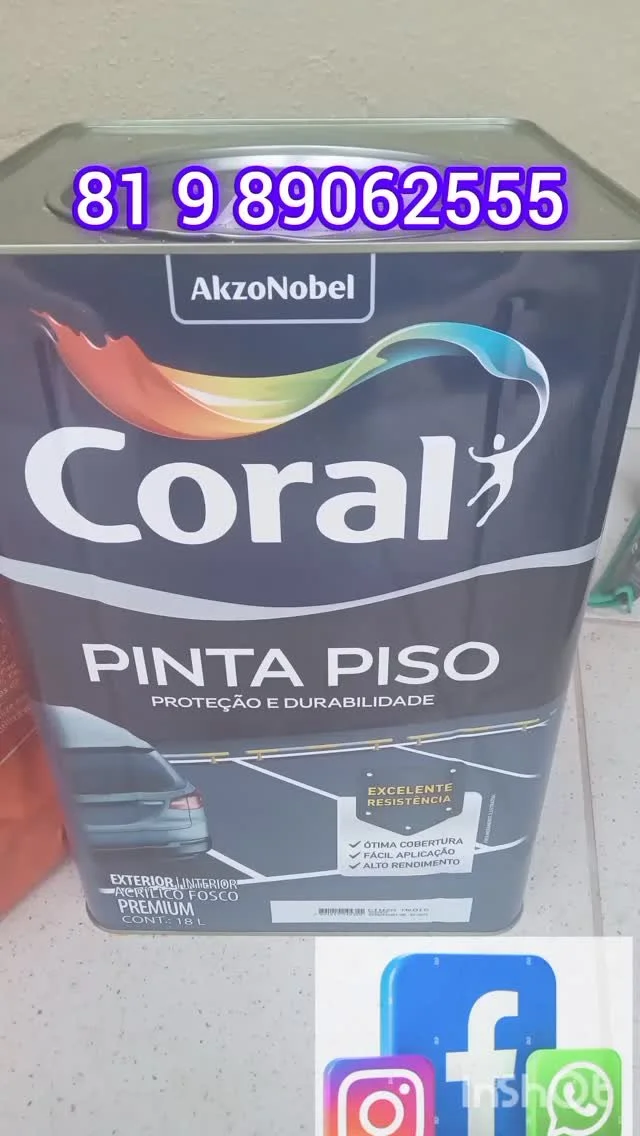 81 9 89062555
AkzoNobel
Coral
PINTA PISO
PROTEÇÃO E DURABILIDADE
EXCELENTE
RESISTÊNCIA
ÓTIMA COBERTURA
FÁCIL APLICAÇÃO
ALTO RENDIMENTO
EXTERIOR | INTERIOR
ACRÍLICO FOSCO
PREMIUM
CONT.: 18 L
InShOt